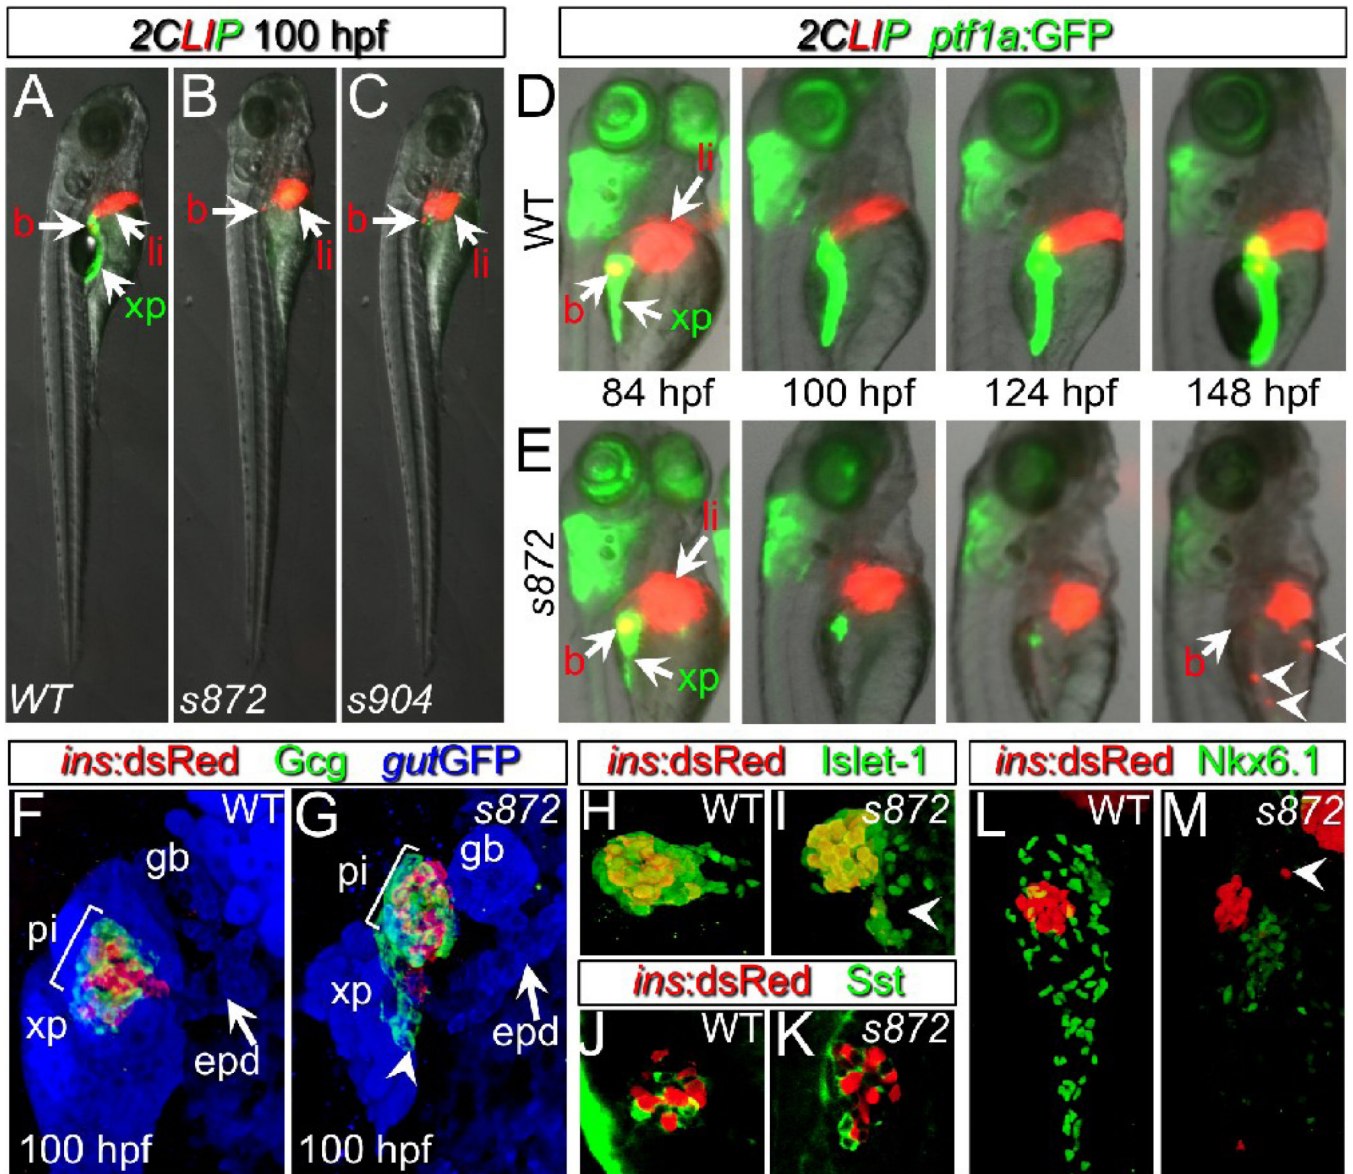 2CLIP 100 hpf
2CLIP ptf1a:GFP
A
B
C
D
b
b
b
li
li
li
xp
WT
s872
s904
WT
li
b
xp
84 hpf
100 hpf
124 hpf
148 hpf
E
s872
li
b
xp
b
ins:dsRed Gcg gutGFP
ins:dsRed Islet-1
ins:dsRed Nkx6.1
F
WT
gb
pi
xp
epd
100 hpf
G
s872
gb
pi
xp
epd
100 hpf
H
WT
I
s872
ins:dsRed Sst
J
WT
K
s872
L
WT
M
s872